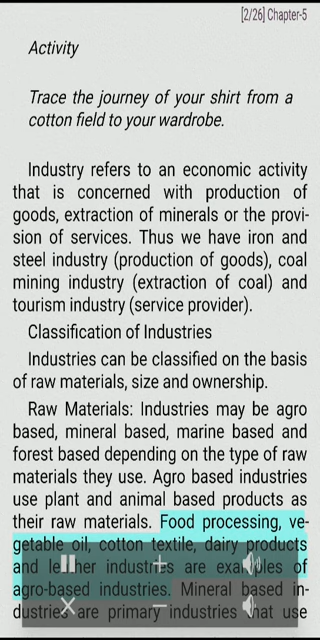 [2/26] Chapter-5
Activity
Trace the journey of your shirt from a
cotton field to your wardrobe.
Industry refers to an economic activity
that is concerned with production of
goods, extraction of minerals or the provi-
sion of services. Thus we have iron and
steel industry (production of goods), coal
mining industry (extraction of coal) and
tourism industry (service provider).
Classification of Industries
Industries can be classified on the basis
of raw materials, size and ownership.
Raw Materials: Industries may be agro
based, mineral based, marine based and
forest based depending on the type of raw
materials they use. Agro based industries
use plant and animal based products as
their raw materials. Food processing, ve-
getable oil, cotton textile, dairy products
and leather industries are examples of
agro-based industries. Mineral based in-
dustries are primary industries that use